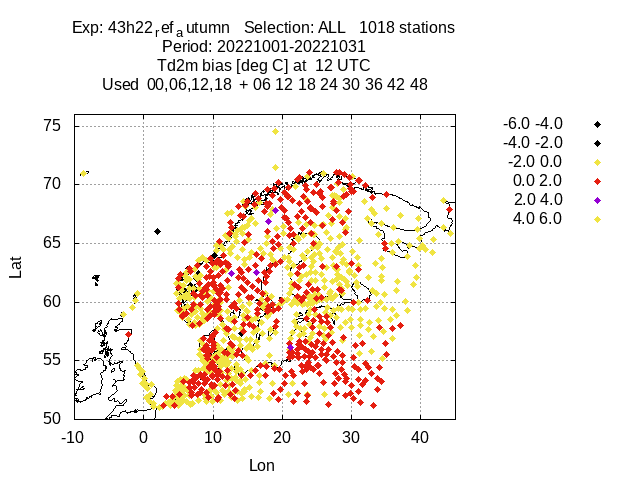 Exp: 43h22refautumn   Selection: ALL   1018 stations
Period: 20221001-20221031
Td2m bias [deg C] at  12 UTC
Used  00,06,12,18  + 06 12 18 24 30 36 42 48
-6.0 -4.0
-4.0 -2.0
-2.0 0.0
0.0 2.0
2.0 4.0
4.0 6.0
75
70
65
60
55
50
Lat
-10 0 10 20 30 40
Lon